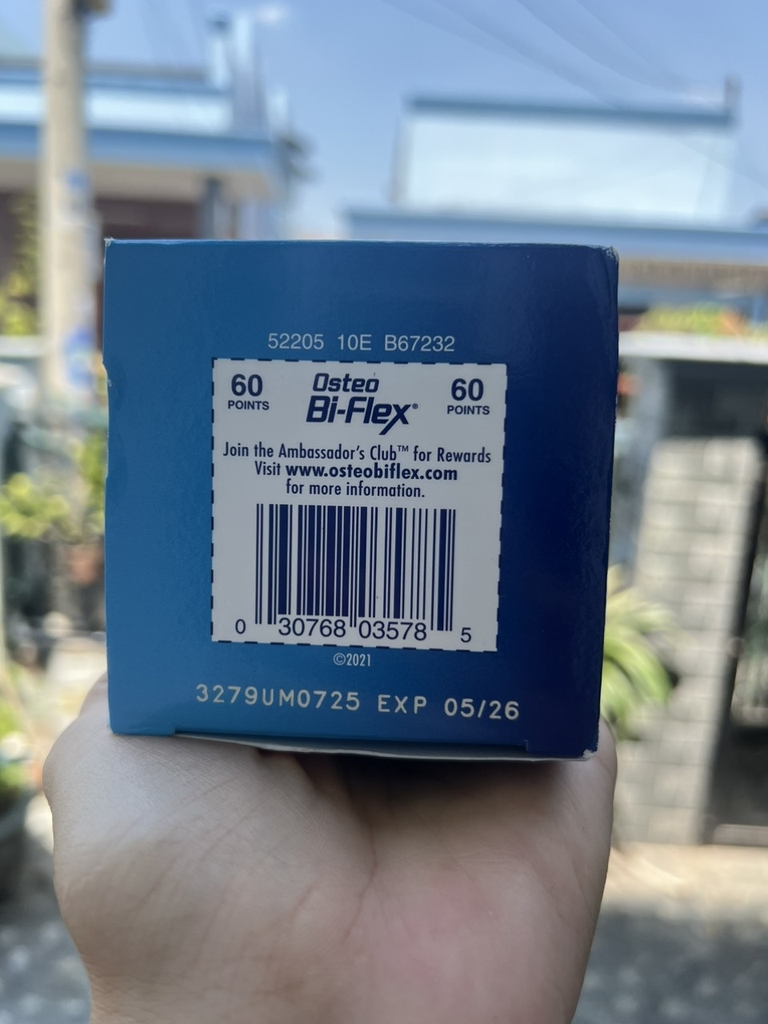 52205 10E B67232
60 POINTS
Osteo
Bi-Flex®
60 POINTS
Join the Ambassador's Club™ for Rewards
Visit www.osteobiflex.com
for more information.
0 30768 03578 5
©2021
3279UM0725 EXP 05/26